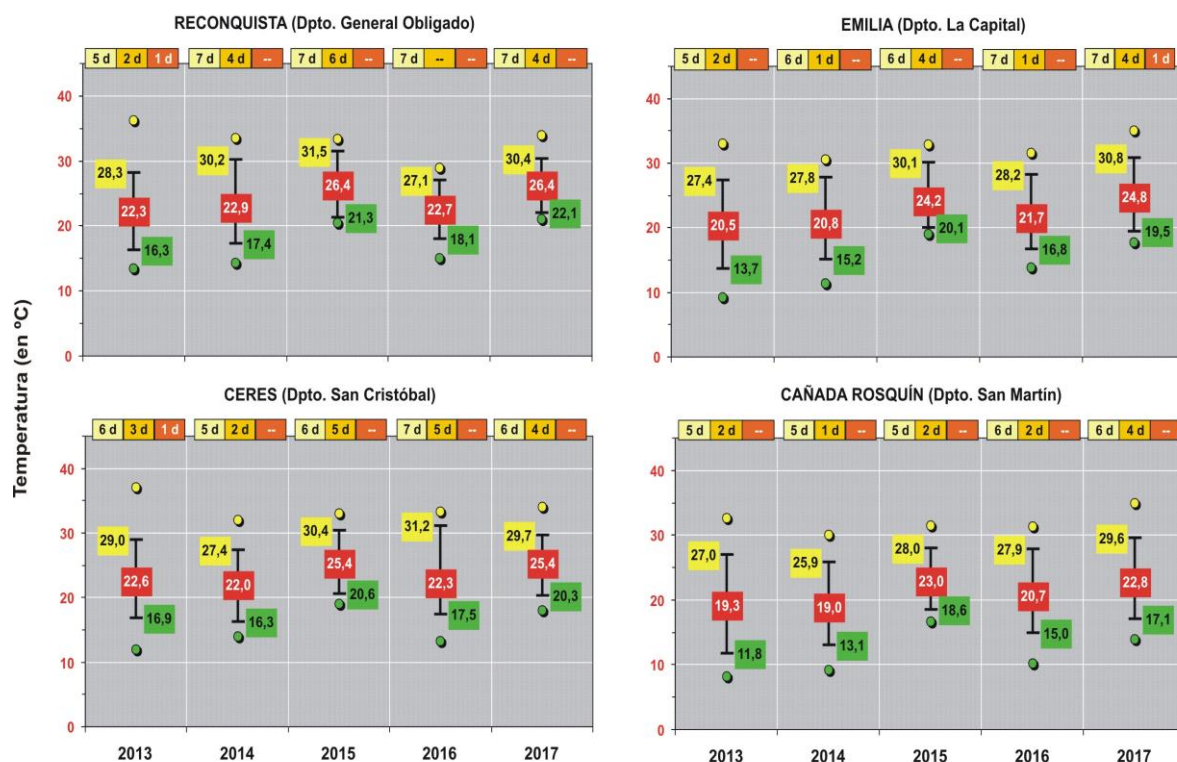 RECONQUISTA (Dpto. General Obligado)
5 d 2 d 1 d 7 d 4 d -- 7 d 6 d -- 7 d -- -- 7 d 4 d --
40
30
20
10
0
28,3 30,2 31,5 27,1 30,4
22,3 22,9 26,4 22,7 26,4
16,3 17,4 21,3 18,1 22,1
EMILIA (Dpto. La Capital)
5 d 2 d -- 6 d 1 d -- 6 d 4 d -- 7 d 1 d -- 7 d 4 d 1 d
40
30
20
10
0
27,4 27,8 30,1 28,2 30,8
20,5 20,8 24,2 21,7 24,8
13,7 15,2 20,1 16,8 19,5
Temperatura (en ºC)
CERES (Dpto. San Cristóbal)
6 d 3 d 1 d 5 d 2 d -- 6 d 5 d -- 7 d 5 d -- 6 d 4 d --
40
30
20
10
0
29,0 27,4 30,4 31,2 29,7
22,6 22,0 25,4 22,3 25,4
16,9 16,3 20,6 17,5 20,3
2013 2014 2015 2016 2017
CAÑADA ROSQUÍN (Dpto. San Martín)
5 d 2 d -- 5 d 1 d -- 5 d 2 d -- 6 d 2 d -- 6 d 4 d --
40
30
20
10
0
27,0 25,9 28,0 27,9 29,6
19,3 19,0 23,0 20,7 22,8
11,8 13,1 18,6 15,0 17,1
2013 2014 2015 2016 2017